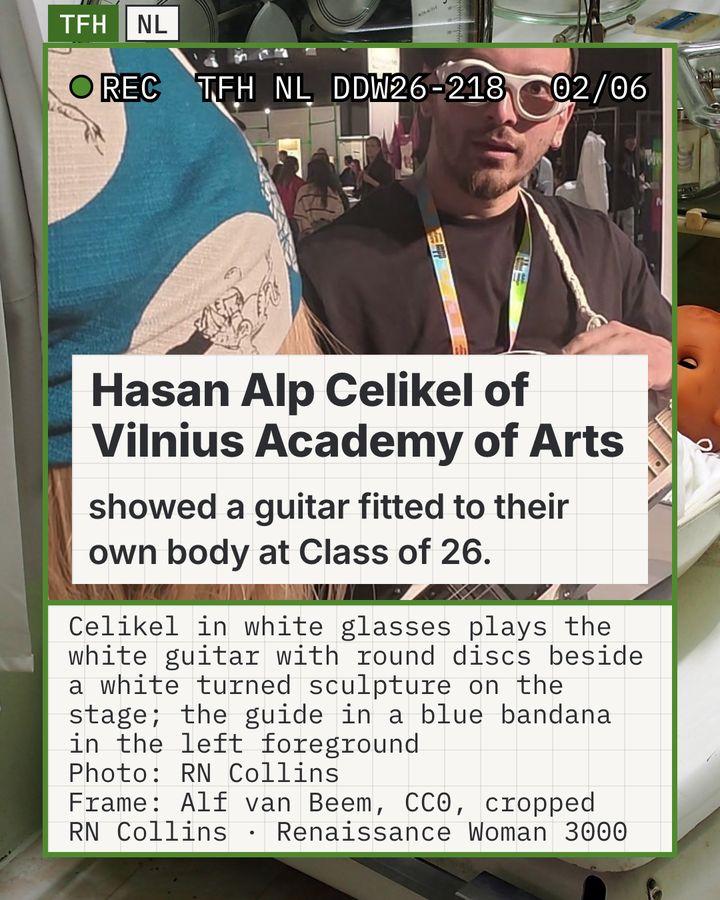 TFH NL
REC TFH NL DDW26-218 02/06
Hasan Alp Celikel of
Vilnius Academy of Arts
showed a guitar fitted to their
own body at Class of 26.
Celikel in white glasses plays the
white guitar with round discs beside
a white turned sculpture on the
stage; the guide in a blue bandana
in the left foreground
Photo: RN Collins
Frame: Alf van Beem, CC0, cropped
RN Collins · Renaissance Woman 3000